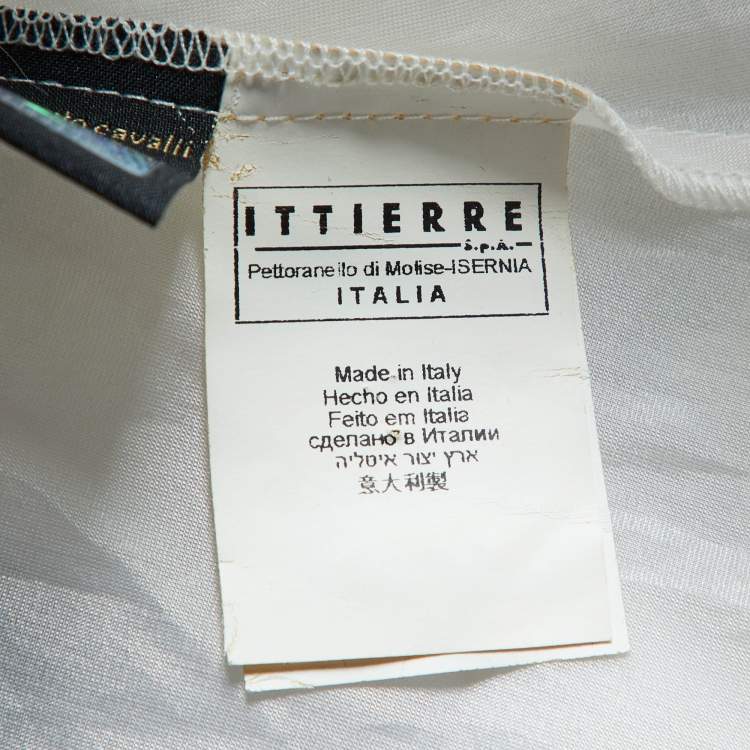 cavalli
ITTIERRE
S.p.A.
Pettoranello di Molise-ISERNIA
ITALIA
Made in Italy
Hecho en Italia
Feito em Italia
сделано в Италии
ארץ יצור איטליה
意大利製